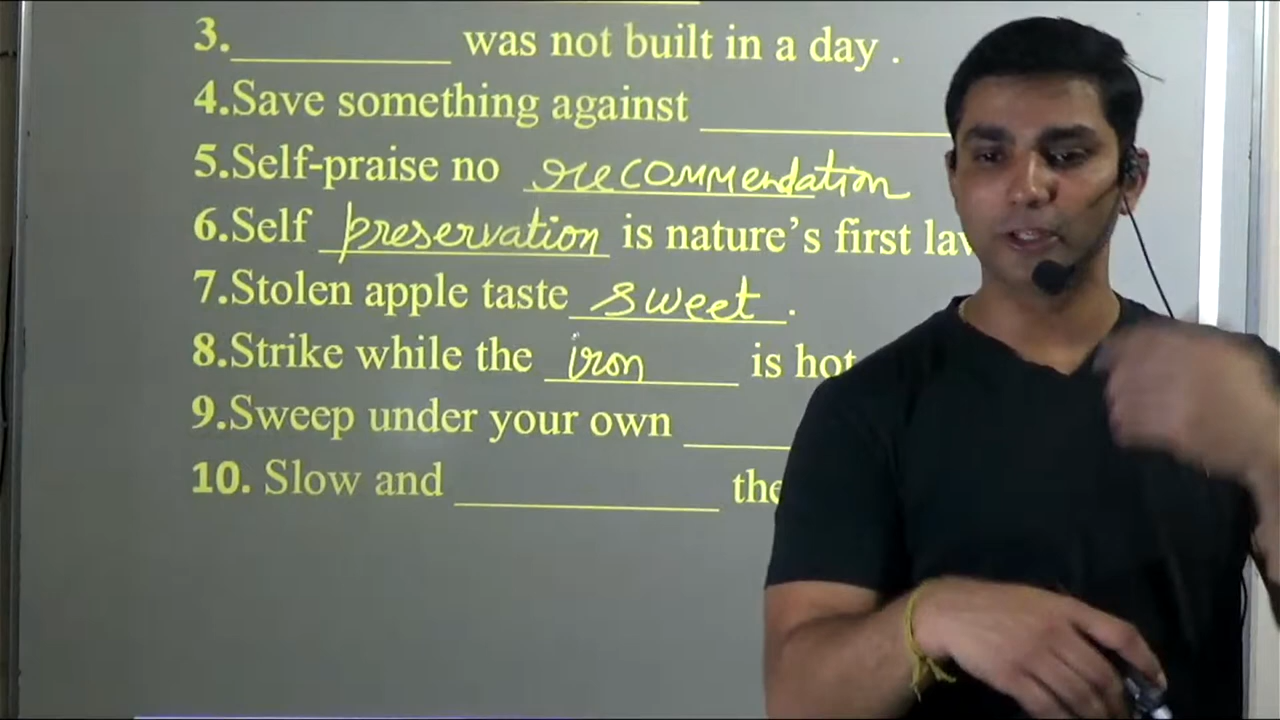 3.__________ was not built in a day .
4.Save something against __________
5.Self-praise no recommendation
6.Self preservation is nature's first
7.Stolen apple taste sweet .
8.Strike while the iron is hot
9.Sweep under your own ______
10. Slow and __________ the